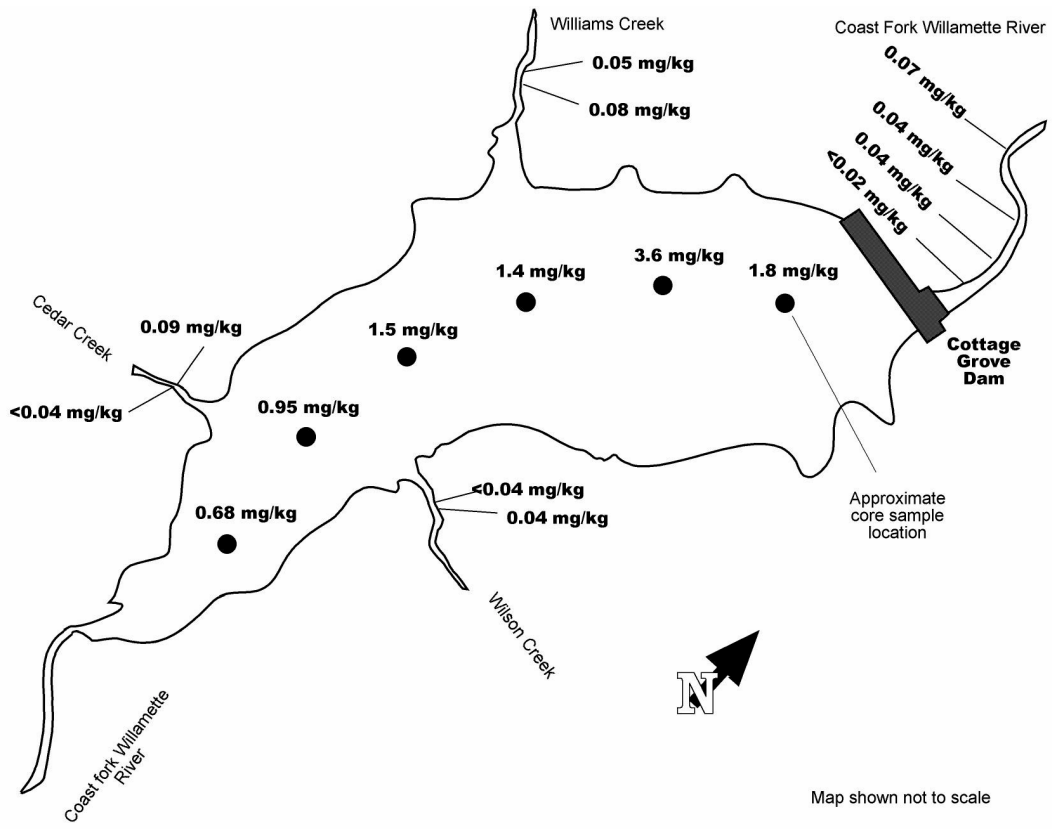 Williams Creek
Coast Fork Willamette River
0.05 mg/kg
0.08 mg/kg
0.07 mg/kg
0.04 mg/kg
0.04 mg/kg
<0.02 mg/kg
3.6 mg/kg
1.4 mg/kg
1.8 mg/kg
Cedar Creek
0.09 mg/kg
1.5 mg/kg
Cottage
Grove
Dam
<0.04 mg/kg
0.95 mg/kg
<0.04 mg/kg
0.04 mg/kg
Approximate
core sample
location
0.68 mg/kg
Wilson Creek
N
Coast fork Willamette
River
Map shown not to scale